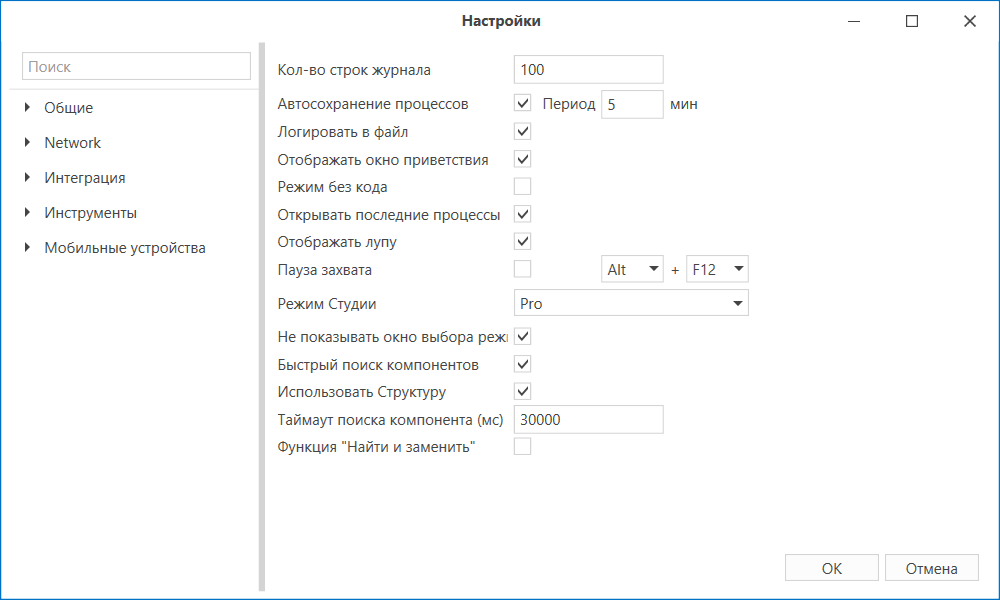 Настройки
Поиск
Общие
Network
Интеграция
Инструменты
Мобильные устройства
Кол-во строк журнала 100
Автосохранение процессов Период 5 мин
Логировать в файл
Отображать окно приветствия
Режим без кода
Открывать последние процессы
Отображать лупу
Пауза захвата Alt + F12
Режим Студии Pro
Не показывать окно выбора режи
Быстрый поиск компонентов
Использовать Структуру
Таймаут поиска компонента (мс) 30000
Функция "Найти и заменить"
OK Отмена